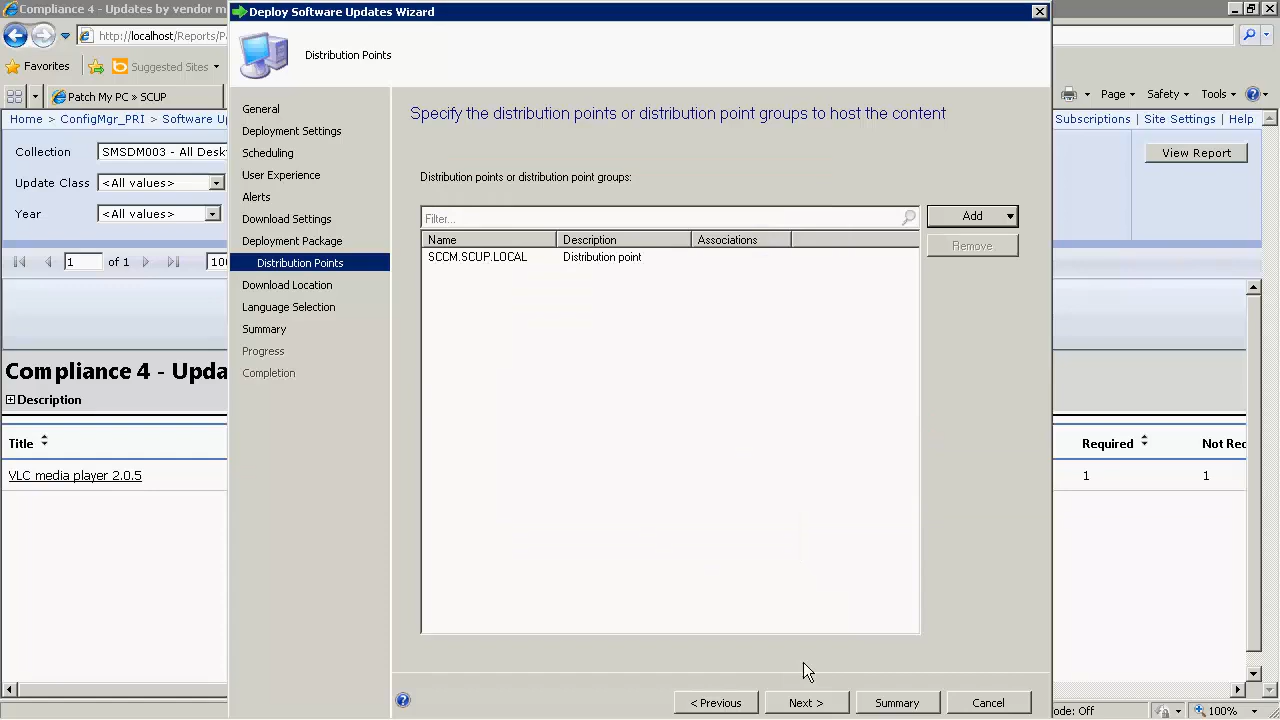 Compliance 4 - Updates by vendor m
Deploy Software Updates Wizard
http://localhost/Reports/P
Distribution Points
Favorites
Suggested Sites
Patch My PC » SCUP
Page
Safety
Tools
Home > ConfigMgr_PRI > Software U
Subscriptions | Site Settings | Help
Collection
SMSDM003 - All Desk
View Report
Update Class
<All values>
Year
<All values>
1
of 1
100
General
Deployment Settings
Scheduling
User Experience
Alerts
Download Settings
Deployment Package
Distribution Points
Download Location
Language Selection
Summary
Progress
Completion
Specify the distribution points or distribution point groups to host the content
Distribution points or distribution point groups:
Filter...
Add
Remove
Name
Description
Associations
SCCM.SCUP.LOCAL
Distribution point
Compliance 4 - Upda
Description
Title
Required
Not Rec
VLC media player 2.0.5
1
1
< Previous
Next >
Summary
Cancel
ode: Off
100%